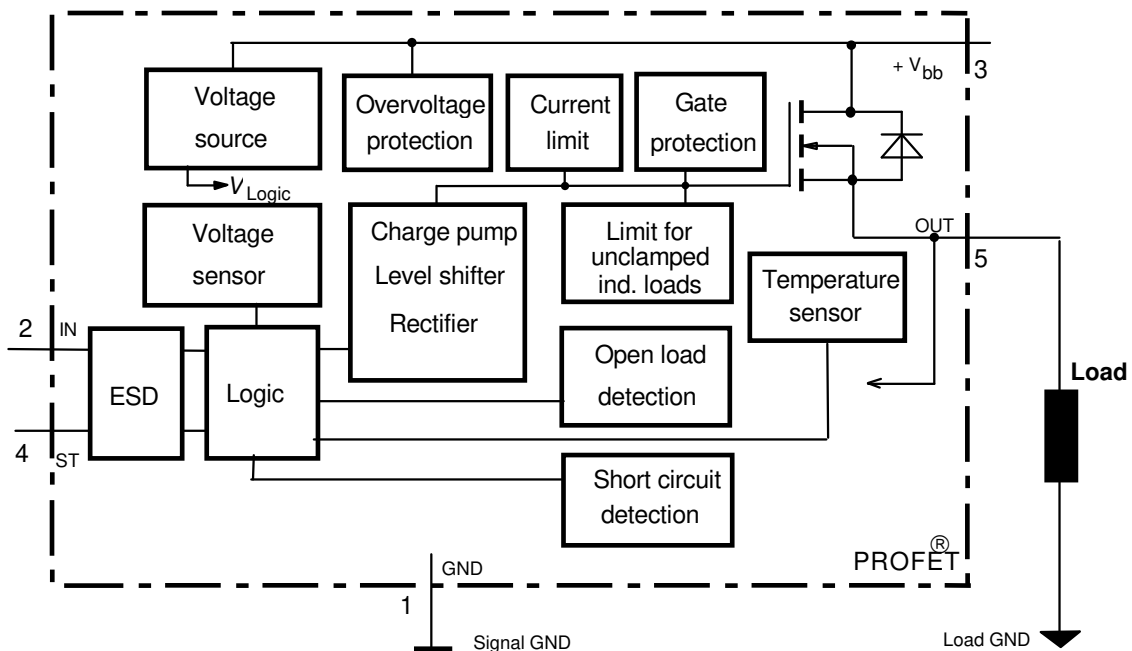 + Vbb
3
Voltage
source
Overvoltage
protection
Current
limit
Gate
protection
VLogic
Voltage
sensor
Charge pump
Level shifter
Rectifier
Limit for
unclamped
ind. loads
OUT
5
Temperature
sensor
2
IN
ESD
Logic
Open load
detection
Load
4
ST
Short circuit
detection
PROFET®
GND
1
Signal GND
Load GND